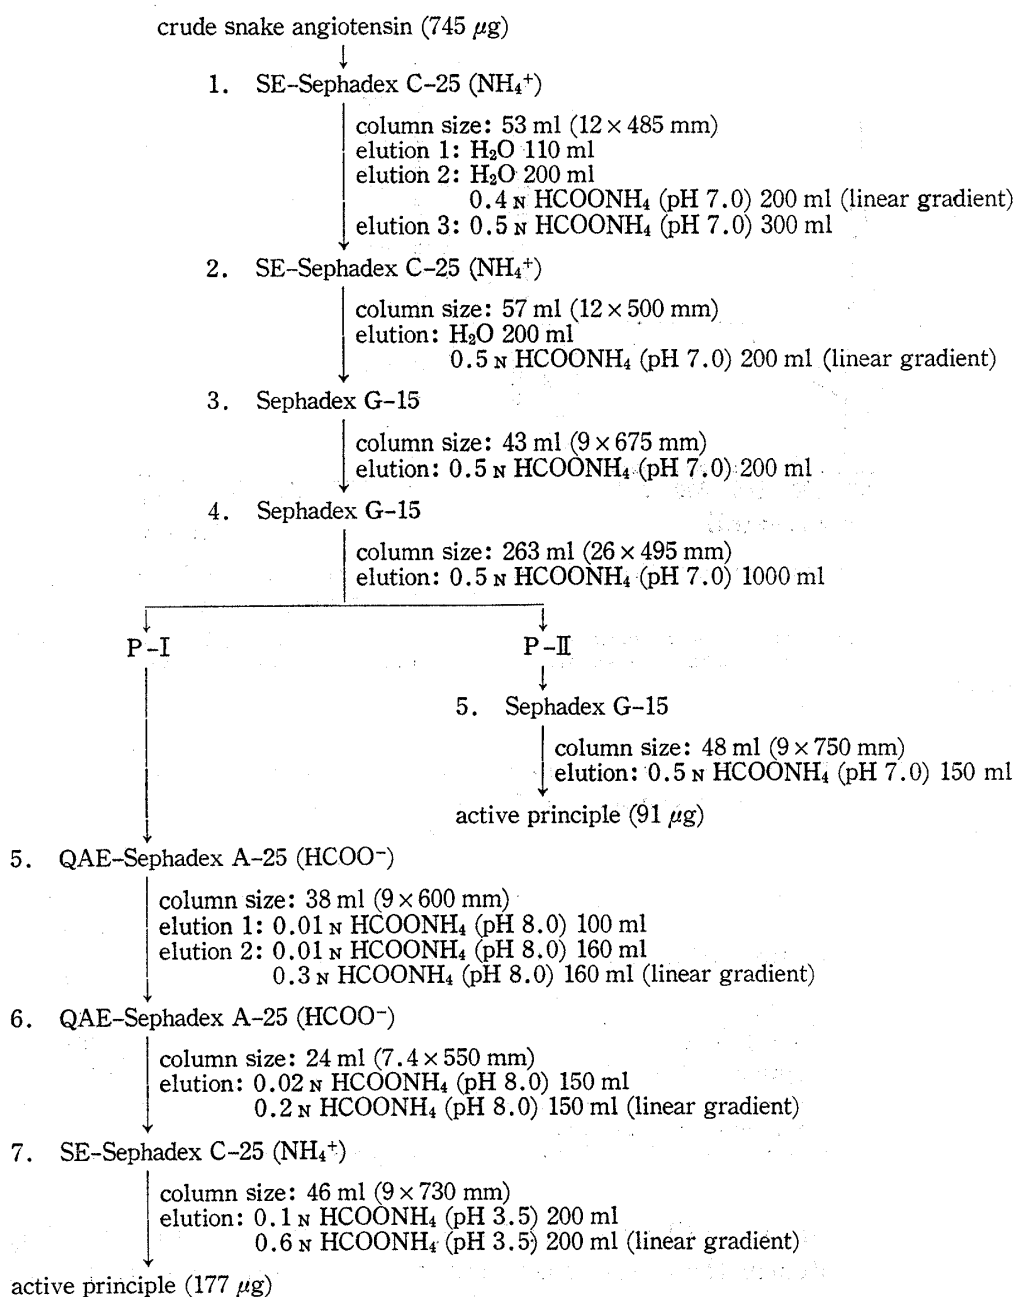 crude snake angiotensin (745 μg)
1. SE-Sephadex C-25 (NH₄⁺)
column size: 53 ml (12 × 485 mm)
elution 1: H₂O 110 ml
elution 2: H₂O 200 ml
0.4 N HCOONH₄ (pH 7.0) 200 ml (linear gradient)
elution 3: 0.5 N HCOONH₄ (pH 7.0) 300 ml
2. SE-Sephadex C-25 (NH₄⁺)
column size: 57 ml (12 × 500 mm)
elution: H₂O 200 ml
0.5 N HCOONH₄ (pH 7.0) 200 ml (linear gradient)
3. Sephadex G-15
column size: 43 ml (9 × 675 mm)
elution: 0.5 N HCOONH₄ (pH 7.0) 200 ml
4. Sephadex G-15
column size: 263 ml (26 × 495 mm)
elution: 0.5 N HCOONH₄ (pH 7.0) 1000 ml
P-I
P-II
5. Sephadex G-15
column size: 48 ml (9 × 750 mm)
elution: 0.5 N HCOONH₄ (pH 7.0) 150 ml
active principle (91 μg)
5. QAE-Sephadex A-25 (HCOO⁻)
column size: 38 ml (9 × 600 mm)
elution 1: 0.01 N HCOONH₄ (pH 8.0) 100 ml
elution 2: 0.01 N HCOONH₄ (pH 8.0) 160 ml
0.3 N HCOONH₄ (pH 8.0) 160 ml (linear gradient)
6. QAE-Sephadex A-25 (HCOO⁻)
column size: 24 ml (7.4 × 550 mm)
elution: 0.02 N HCOONH₄ (pH 8.0) 150 ml
0.2 N HCOONH₄ (pH 8.0) 150 ml (linear gradient)
7. SE-Sephadex C-25 (NH₄⁺)
column size: 46 ml (9 × 730 mm)
elution: 0.1 N HCOONH₄ (pH 3.5) 200 ml
0.6 N HCOONH₄ (pH 3.5) 200 ml (linear gradient)
active principle (177 μg)